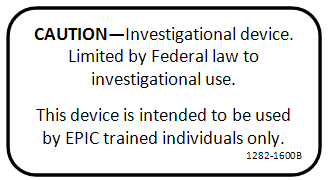 CAUTION—Investigational device.
Limited by Federal law to
investigational use.
This device is intended to be used
by EPIC trained individuals only.
1282-1600B